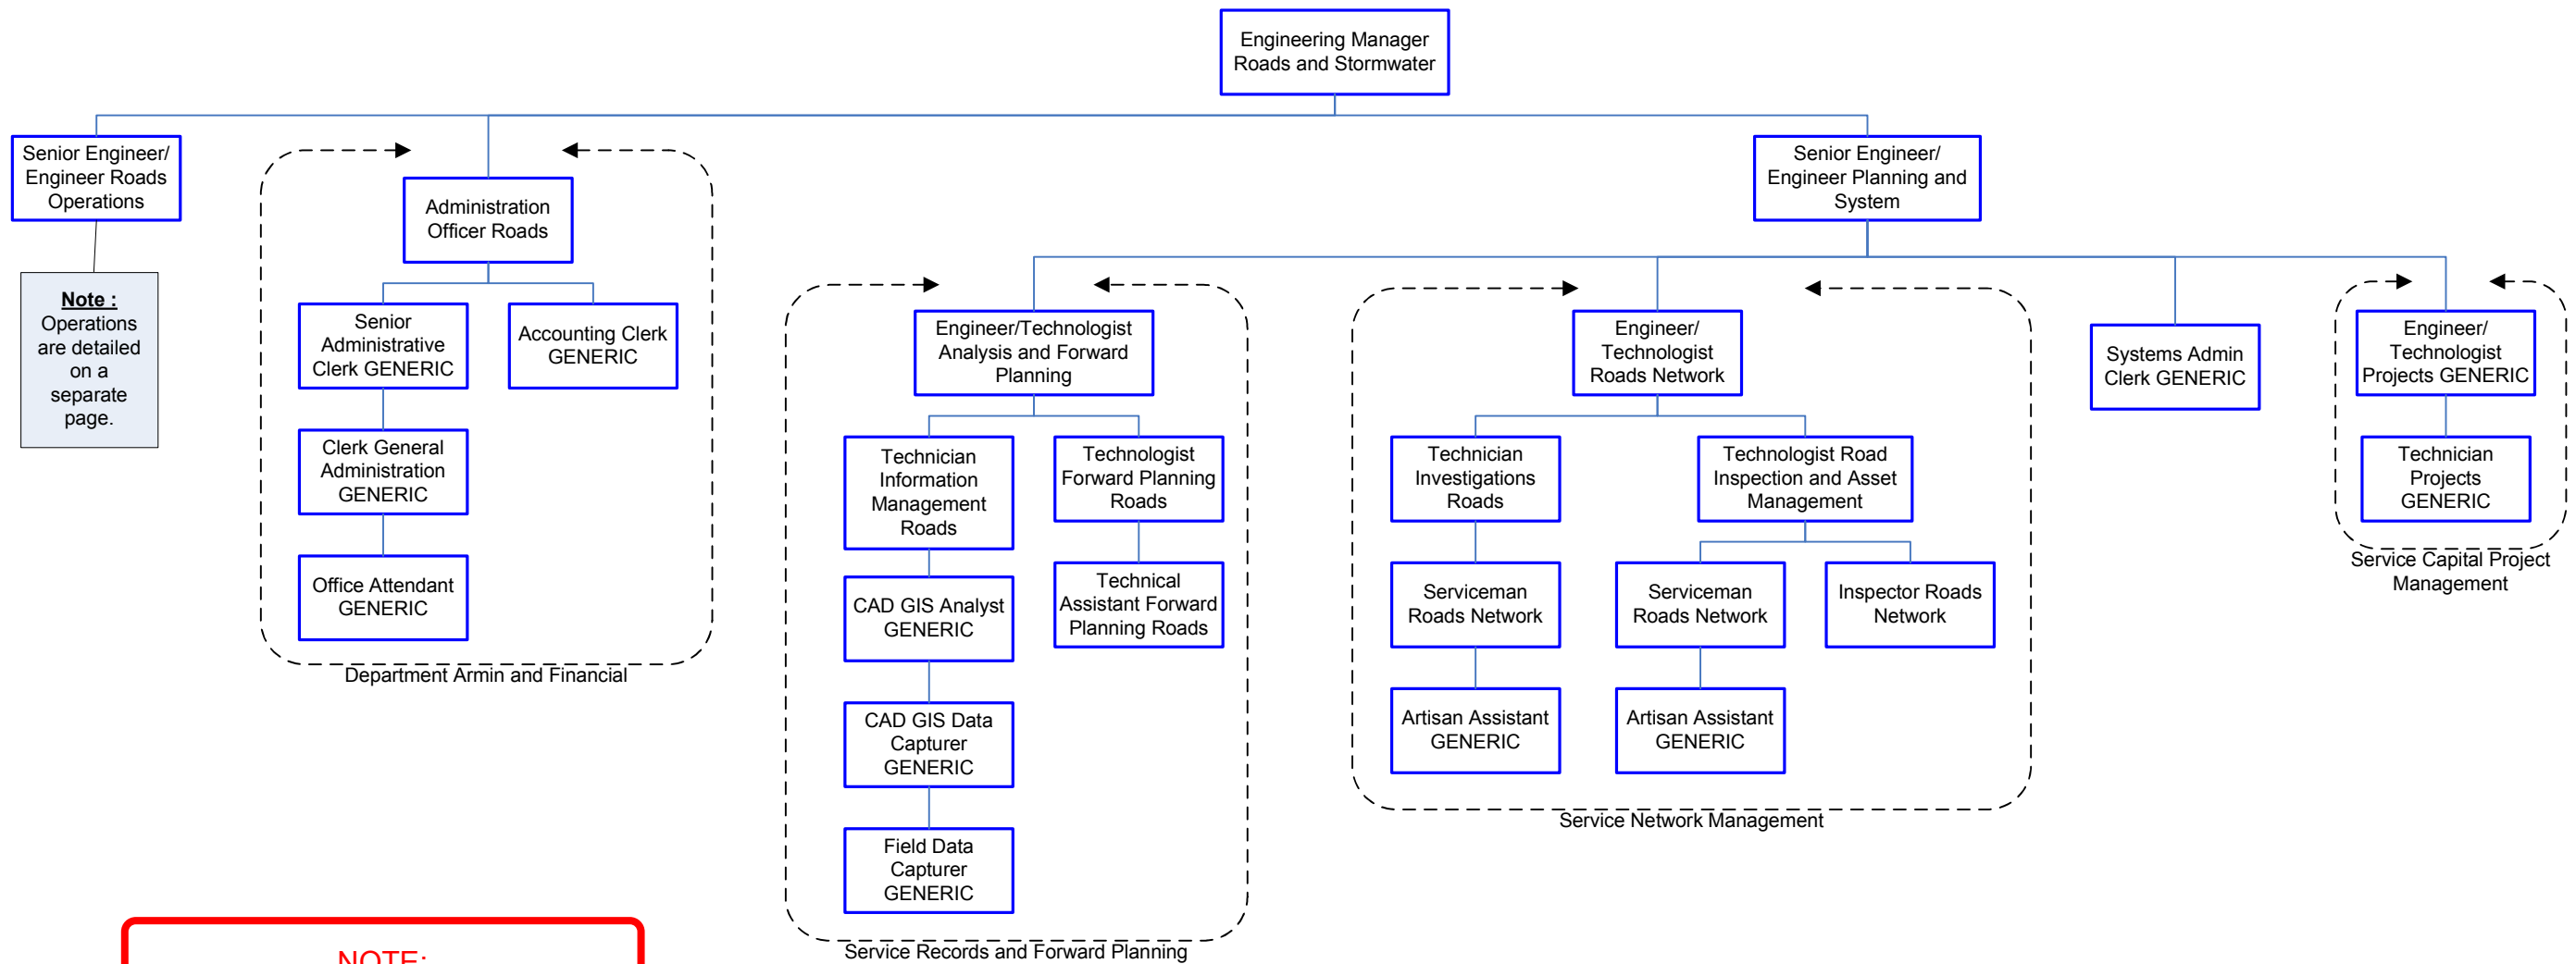 Engineering Manager
Roads and Stormwater
Senior Engineer/
Engineer Roads
Operations
Note :
Operations
are detailed
on a
separate
page.
Administration
Officer Roads
Senior
Administrative
Clerk GENERIC
Accounting Clerk
GENERIC
Clerk General
Administration
GENERIC
Office Attendant
GENERIC
Department Armin and Financial
Senior Engineer/
Engineer Planning and
System
Engineer/Technologist
Analysis and Forward
Planning
Technician
Information
Management
Roads
Technologist
Forward Planning
Roads
CAD GIS Analyst
GENERIC
Technical
Assistant Forward
Planning Roads
CAD GIS Data
Capturer
GENERIC
Field Data
Capturer
GENERIC
Service Records and Forward Planning
Engineer/
Technologist
Roads Network
Technician
Investigations
Roads
Technologist Road
Inspection and Asset
Management
Serviceman
Roads Network
Serviceman
Roads Network
Inspector Roads
Network
Artisan Assistant
GENERIC
Artisan Assistant
GENERIC
Service Network Management
Systems Admin
Clerk GENERIC
Engineer/
Technologist
Projects GENERIC
Technician
Projects
GENERIC
Service Capital Project
Management
NOTE: